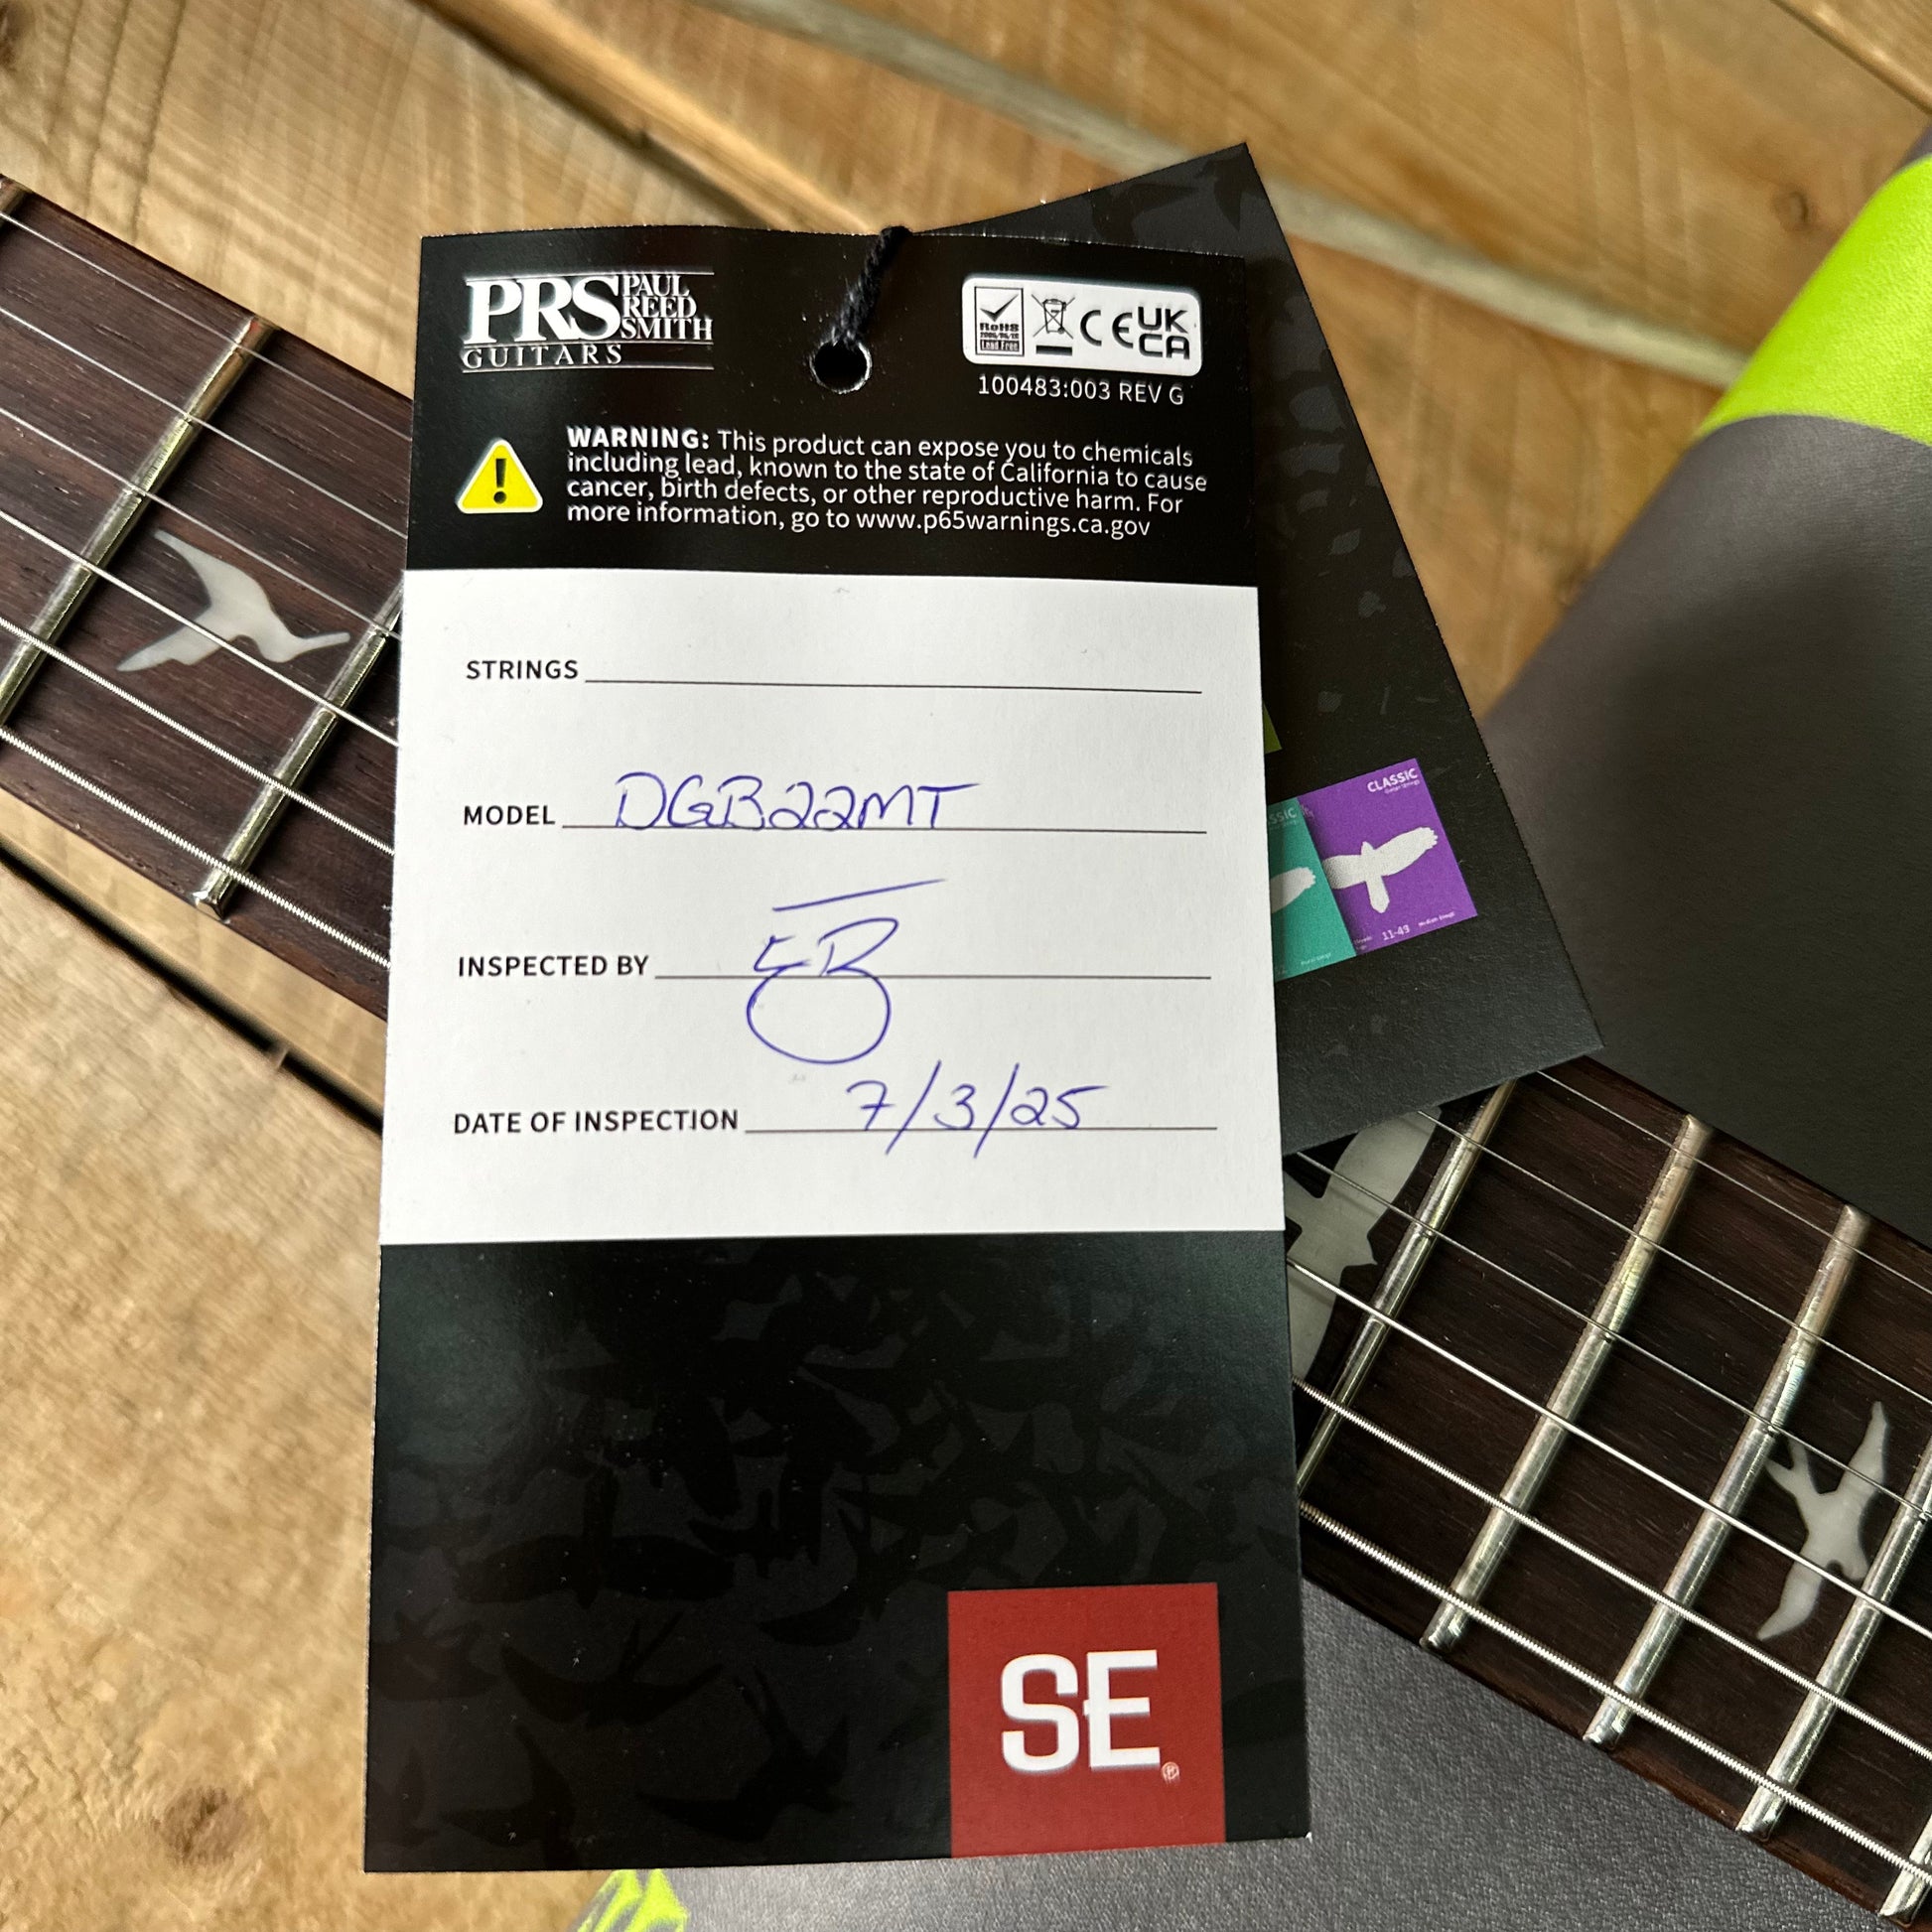 PRS PAUL REED SMITH
GUITARS
RoHS
Lead Free
CE UK CA
100483:003 REV G
WARNING: This product can expose you to chemicals
including lead, known to the state of California to cause
cancer, birth defects, or other reproductive harm. For
more information, go to www.p65warnings.ca.gov
STRINGS
MODEL DGB22MT
INSPECTED BY
DATE OF INSPECTION 7/3/25
SE®
CLASSIC
11-49